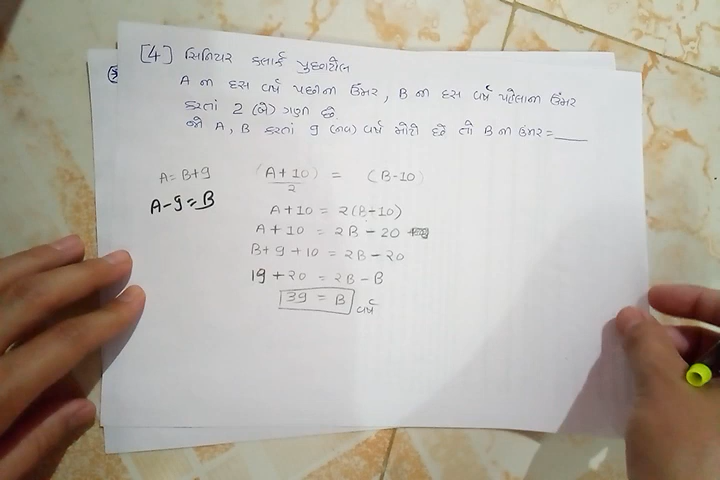 [4] સિનિયર ક્લાર્ક પુછાયેલ
A ના દસ વર્ષ પછીના ઉંમર, B ના દસ વર્ષ પહેલાના ઉંમર
કરતાં 2 (બે) ગણી છે.
જો A, B કરતાં 9 (નવ) વર્ષ મોટો હોય તો B ના ઉંમર = ____
A = B+9
(A + 10)/2 = (B-10)
A-9 = B
A+10 = 2(B-10)
A + 10 = 2B - 20
B + 9 + 10 = 2B - 20
19 + 20 = 2B - B
39 = B વર્ષ